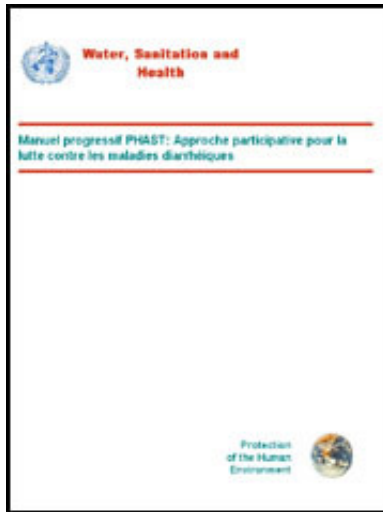 Water, Sanitation and
Health
Manuel progressif PHAST: Approche participative pour la
lutte contre les maladies diarrhéiques
Protection
of the Human
Environment